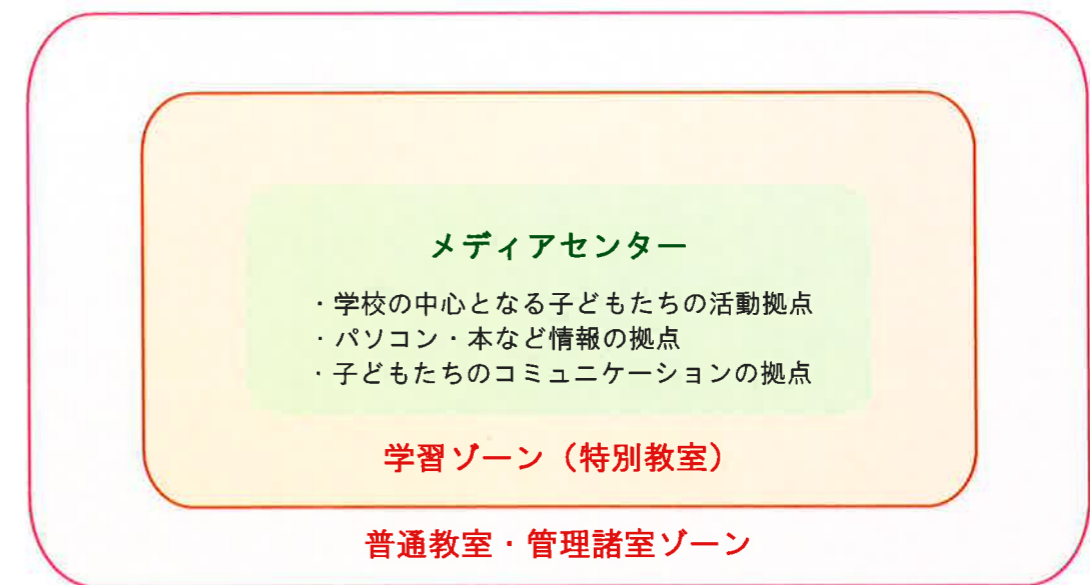 メディアセンター
・学校の中心となる子どもたちの活動拠点
・パソコン・本など情報の拠点
・子どもたちのコミュニケーションの拠点
学習ゾーン（特別教室）
普通教室・管理諸室ゾーン